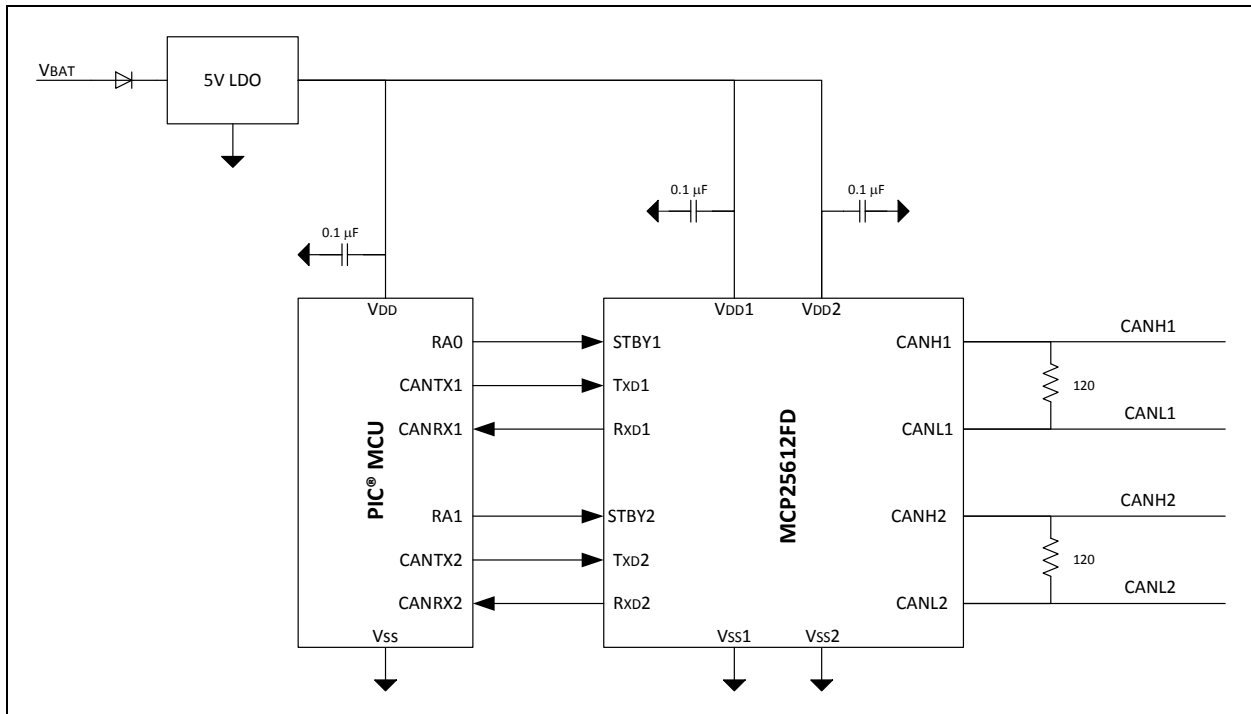 VBAT
5V LDO
0.1 µF
0.1 µF
0.1 µF
VDD
VDD1
VDD2
RA0
STBY1
CANH1
CANH1
120
CANTX1
TXD1
CANRX1
RXD1
CANL1
CANL1
PIC® MCU
MCP25612FD
RA1
STBY2
CANH2
CANH2
120
CANTX2
TXD2
CANRX2
RXD2
CANL2
CANL2
VSS
VSS1
VSS2